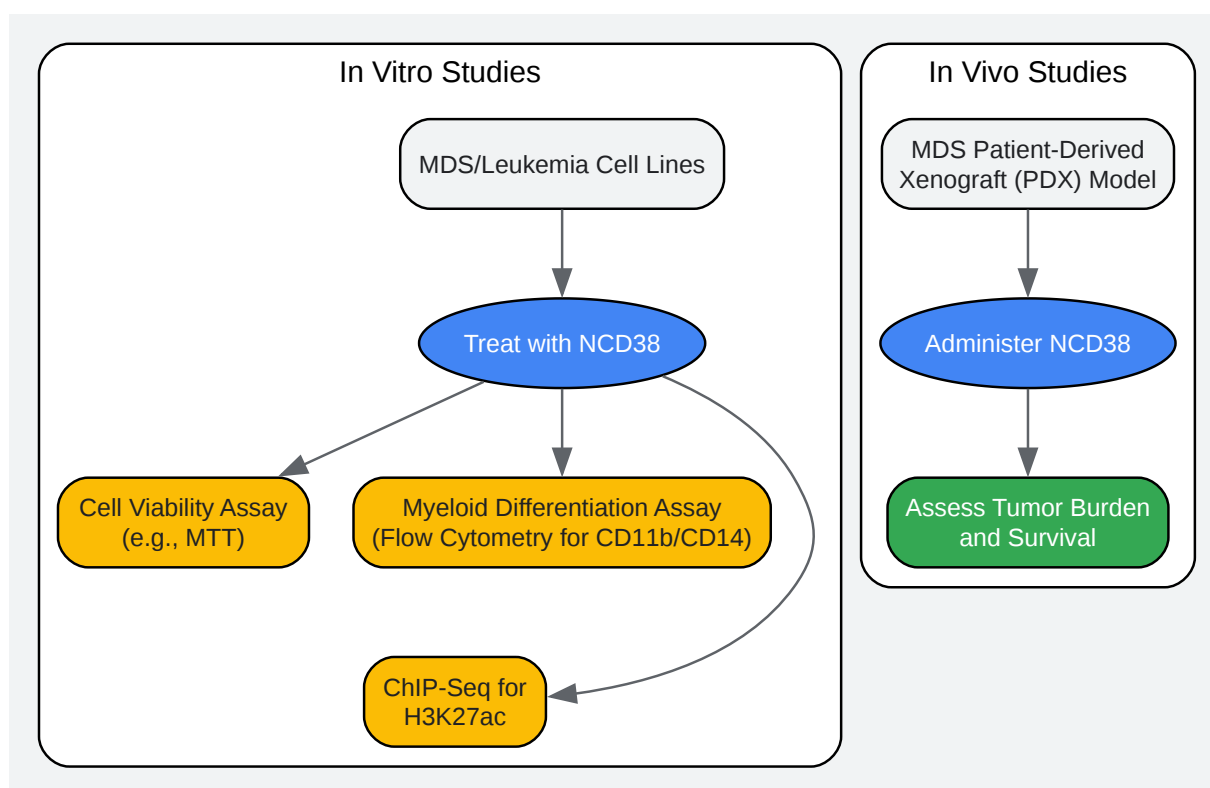 In Vitro Studies
MDS/Leukemia Cell Lines
Treat with NCD38
Cell Viability Assay
(e.g., MTT)
Myeloid Differentiation Assay
(Flow Cytometry for CD11b/CD14)
ChIP-Seq for
H3K27ac
In Vivo Studies
MDS Patient-Derived
Xenograft (PDX) Model
Administer NCD38
Assess Tumor Burden
and Survival